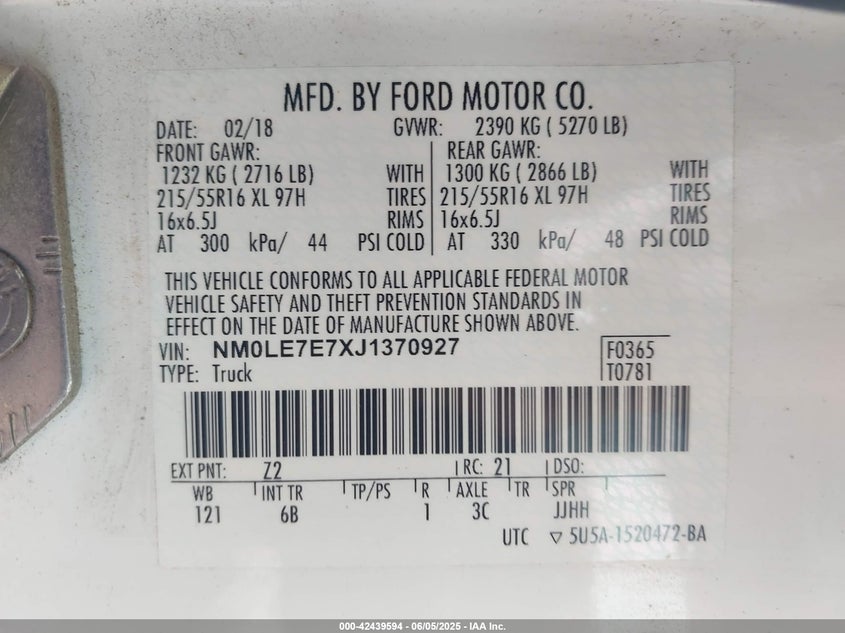 MFD. BY FORD MOTOR CO.
DATE: 02/18 GVWR: 2390 KG ( 5270 LB)
FRONT GAWR: REAR GAWR:
1232 KG ( 2716 LB) WITH 1300 KG ( 2866 LB) WITH
215/55R16 XL 97H TIRES 215/55R16 XL 97H TIRES
16x6.5J RIMS 16x6.5J RIMS
AT 300 kPa/ 44 PSI COLD AT 330 kPa/ 48 PSI COLD
THIS VEHICLE CONFORMS TO ALL APPLICABLE FEDERAL MOTOR
VEHICLE SAFETY AND THEFT PREVENTION STANDARDS IN
EFFECT ON THE DATE OF MANUFACTURE SHOWN ABOVE.
VIN: NM0LE7E7XJ1370927 F0365
TYPE: Truck T0781
EXT PNT: Z2 RC: 21 DSO:
WB INT TR TP/PS R AXLE TR SPR
121 6B 1 3C JJHH
UTC ▽ 5U5A-1520472-BA
000-42439594 - 06/05/2025 - IAA Inc.